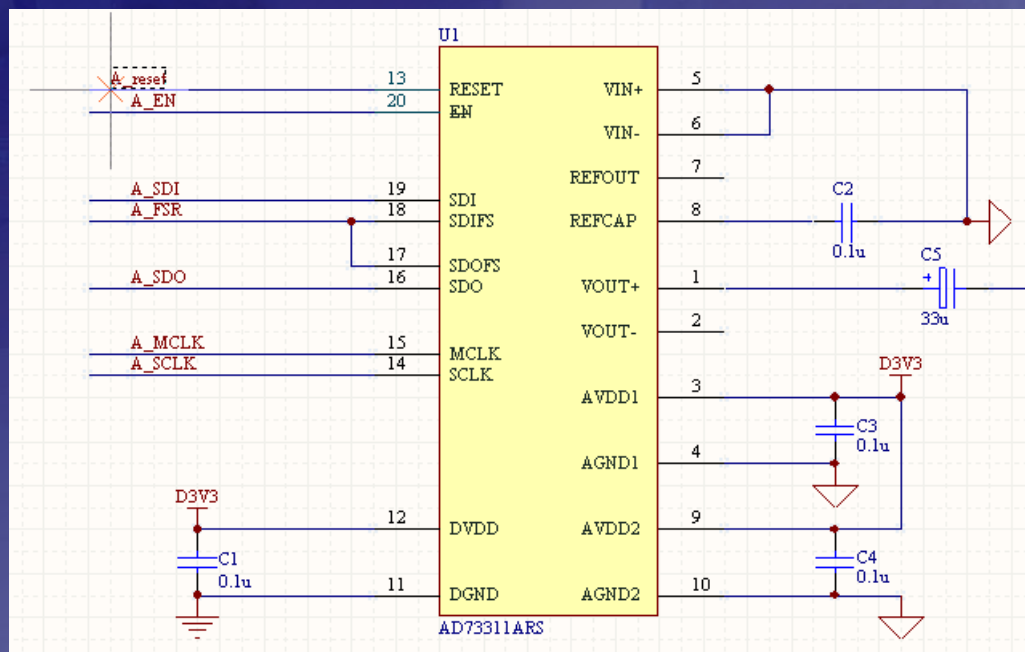 U1
A_reset 13 RESET VIN+ 5
A_EN 20 EN
VIN- 6
REFOUT 7
A_SDI 19 SDI
A_FSR 18 SDIFS REFCAP 8 C2
0.1u
17 SDOFS
A_SDO 16 SDO VOUT+ 1 C5
+
33u
VOUT- 2
A_MCLK 15 MCLK
A_SCLK 14 SCLK
D3V3
AVDD1 3
C3
0.1u
AGND1 4
D3V3
12 DVDD AVDD2 9
C1
0.1u
C4
0.1u
11 DGND AGND2 10
AD73311ARS